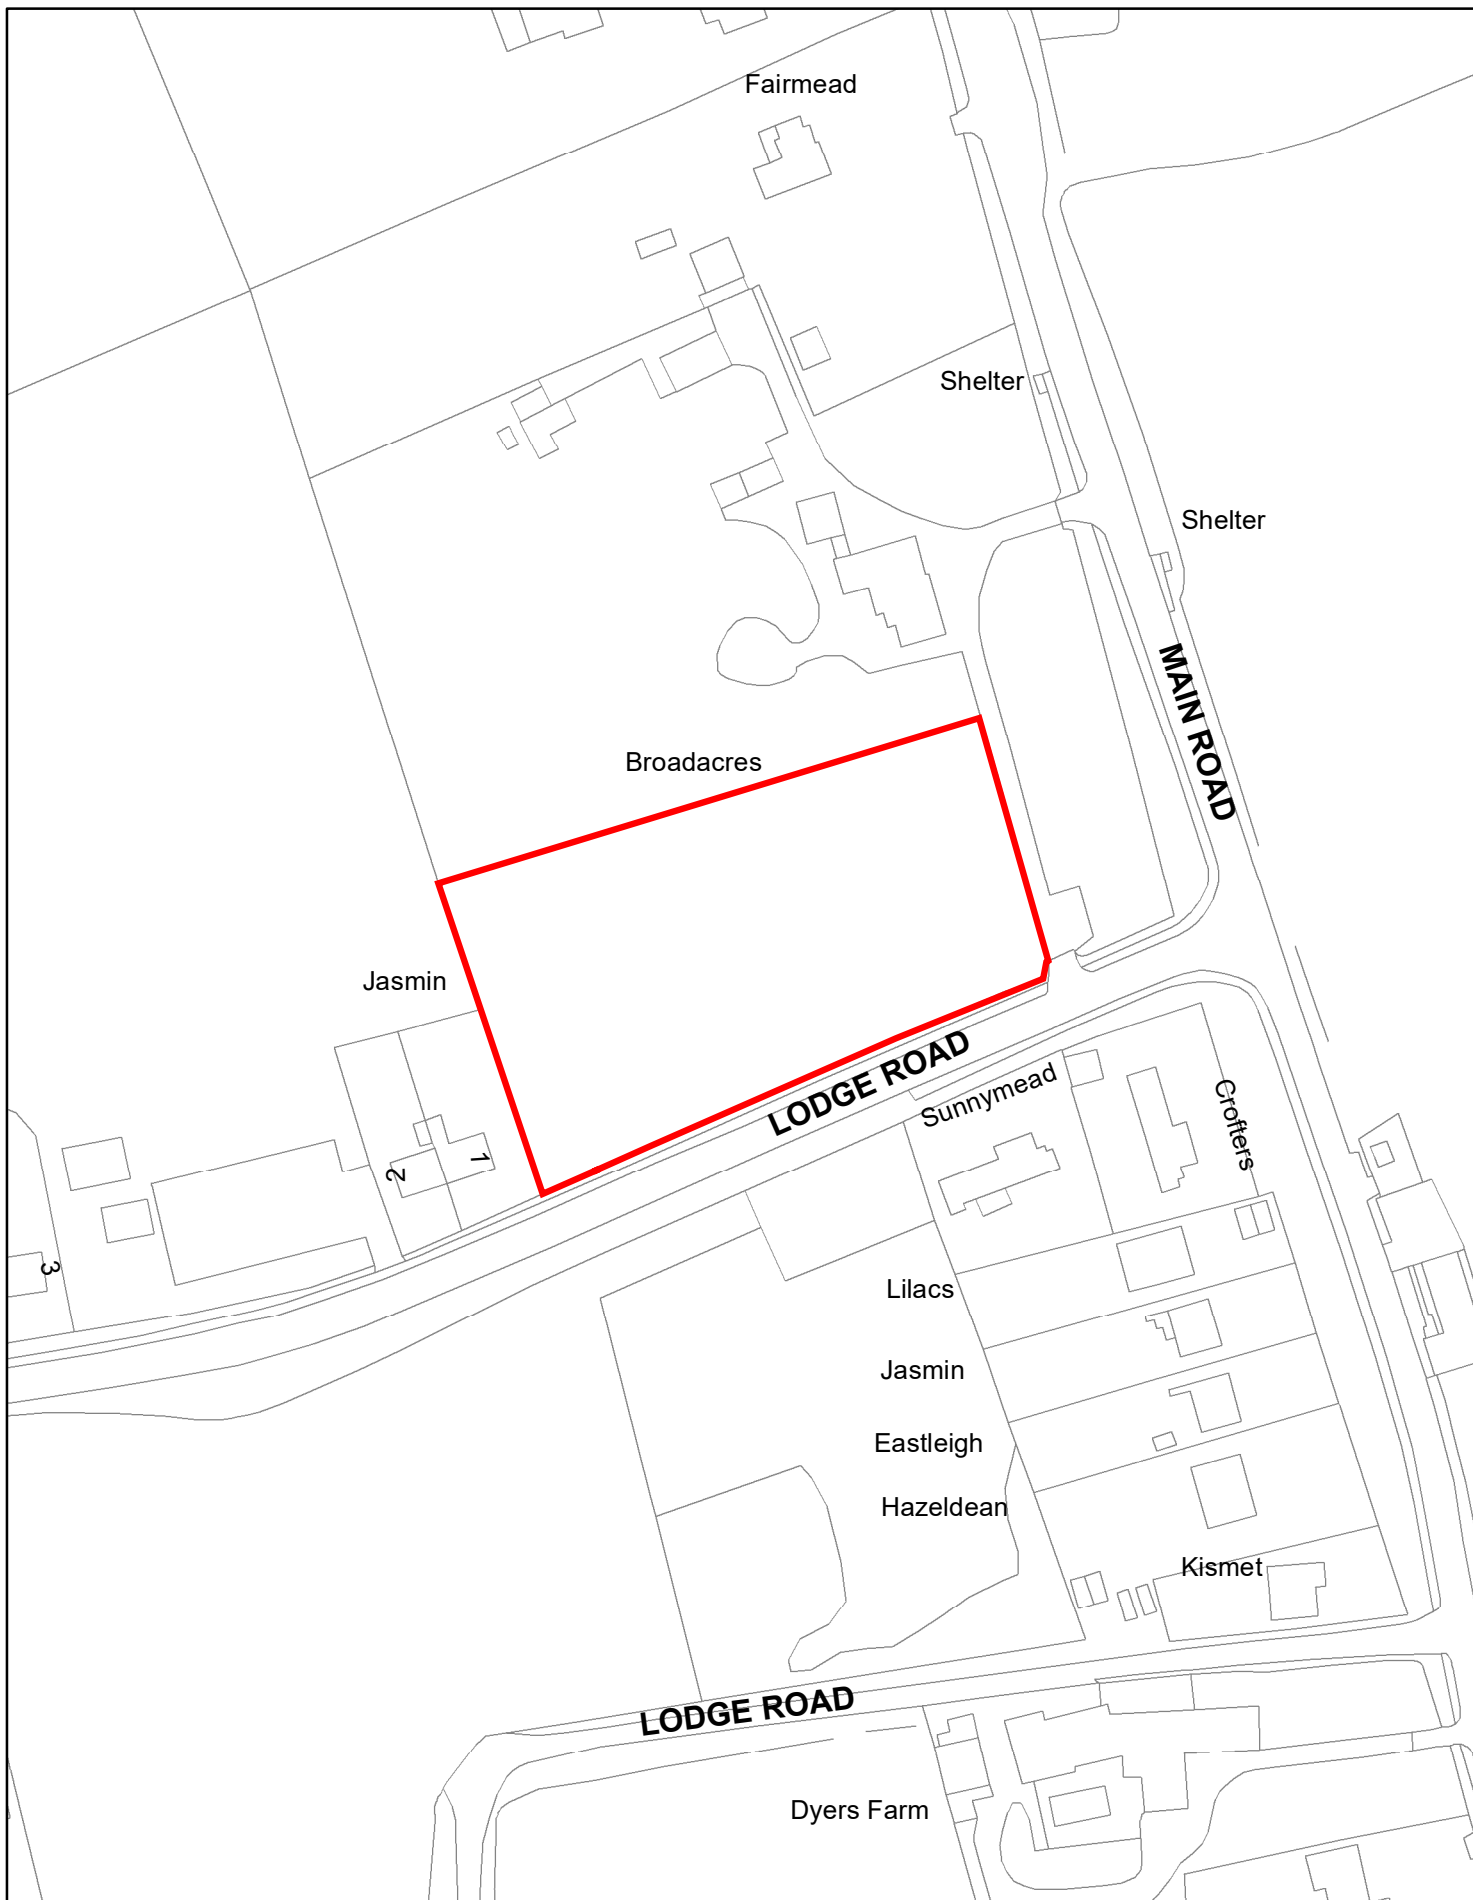 Fairmead
Shelter
Shelter
MAIN ROAD
Broadacres
Jasmin
LODGE ROAD
Sunnymead
Crofters
1
2
3
Lilacs
Jasmin
Eastleigh
Hazeldean
Kismet
LODGE ROAD
Dyers Farm